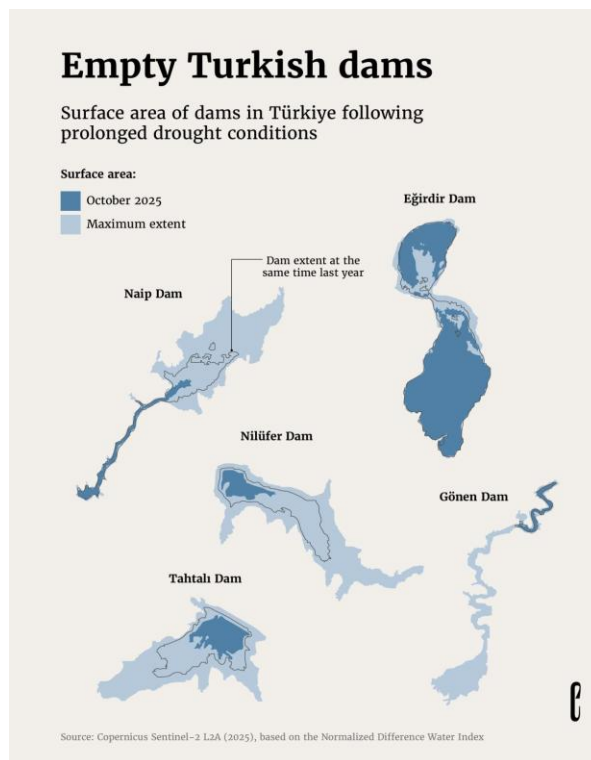 Empty Turkish dams
Surface area of dams in Türkiye following
prolonged drought conditions
Surface area:
October 2025
Maximum extent
Eğirdir Dam
Dam extent at the
same time last year
Naip Dam
Nilüfer Dam
Gönen Dam
Tahtalı Dam
Source: Copernicus Sentinel-2 L2A (2025), based on the Normalized Difference Water Index